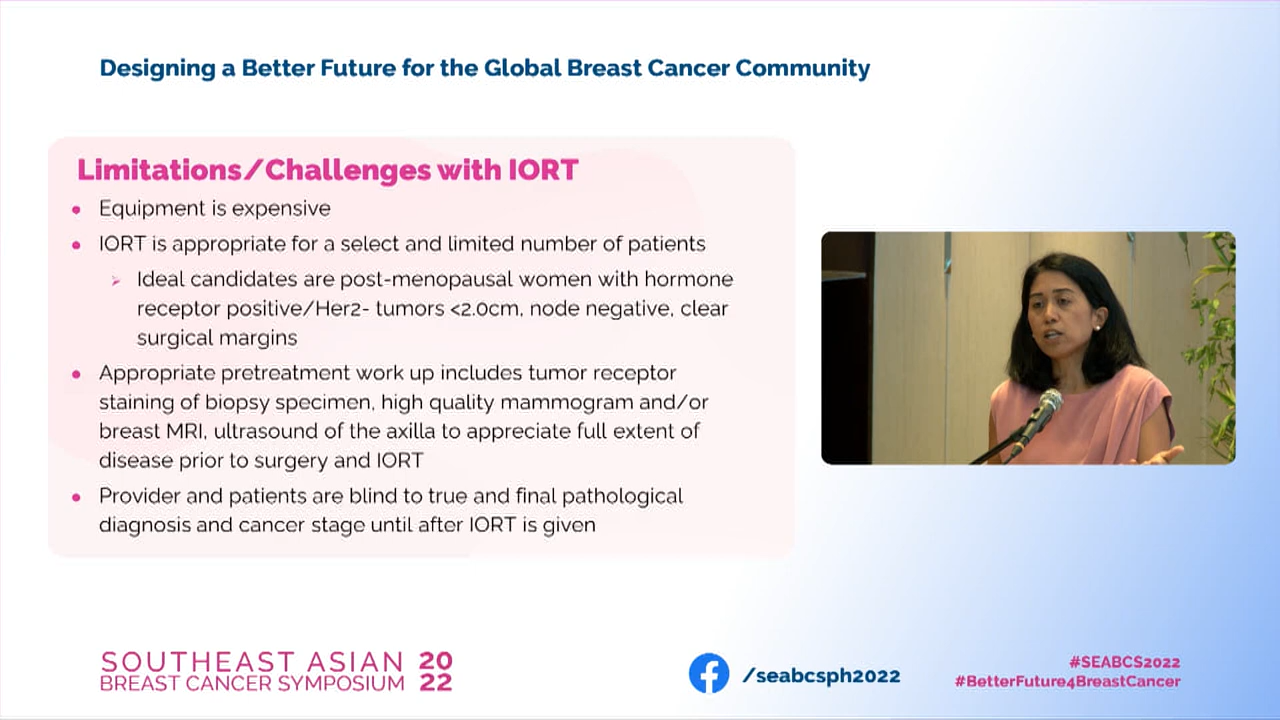 Designing a Better Future for the Global Breast Cancer Community
Limitations/Challenges with IORT
• Equipment is expensive
• IORT is appropriate for a select and limited number of patients
➢ Ideal candidates are post-menopausal women with hormone
receptor positive/Her2- tumors <2.0cm, node negative, clear
surgical margins
• Appropriate pretreatment work up includes tumor receptor
staining of biopsy specimen, high quality mammogram and/or
breast MRI, ultrasound of the axilla to appreciate full extent of
disease prior to surgery and IORT
• Provider and patients are blind to true and final pathological
diagnosis and cancer stage until after IORT is given
SOUTHEAST ASIAN 20
BREAST CANCER SYMPOSIUM 22
/seabcsph2022
#SEABCS2022
#BetterFuture4BreastCancer